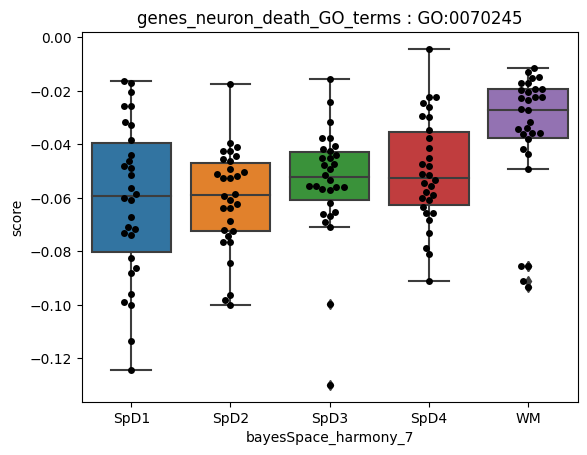 genes_neuron_death_GO_terms : GO:0070245
0.00
−0.02
−0.04
−0.06
−0.08
−0.10
−0.12
score
SpD1 SpD2 SpD3 SpD4 WM
bayesSpace_harmony_7